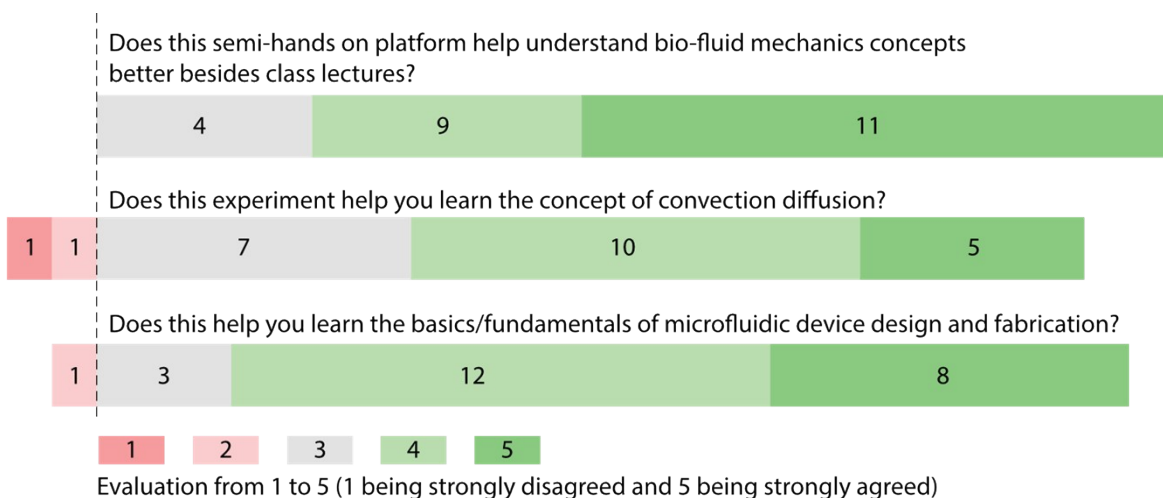 Does this semi-hands on platform help understand bio-fluid mechanics concepts
better besides class lectures?
4 9 11
Does this experiment help you learn the concept of convection diffusion?
1 1 7 10 5
Does this help you learn the basics/fundamentals of microfluidic device design and fabrication?
1 3 12 8
1 2 3 4 5
Evaluation from 1 to 5 (1 being strongly disagreed and 5 being strongly agreed)